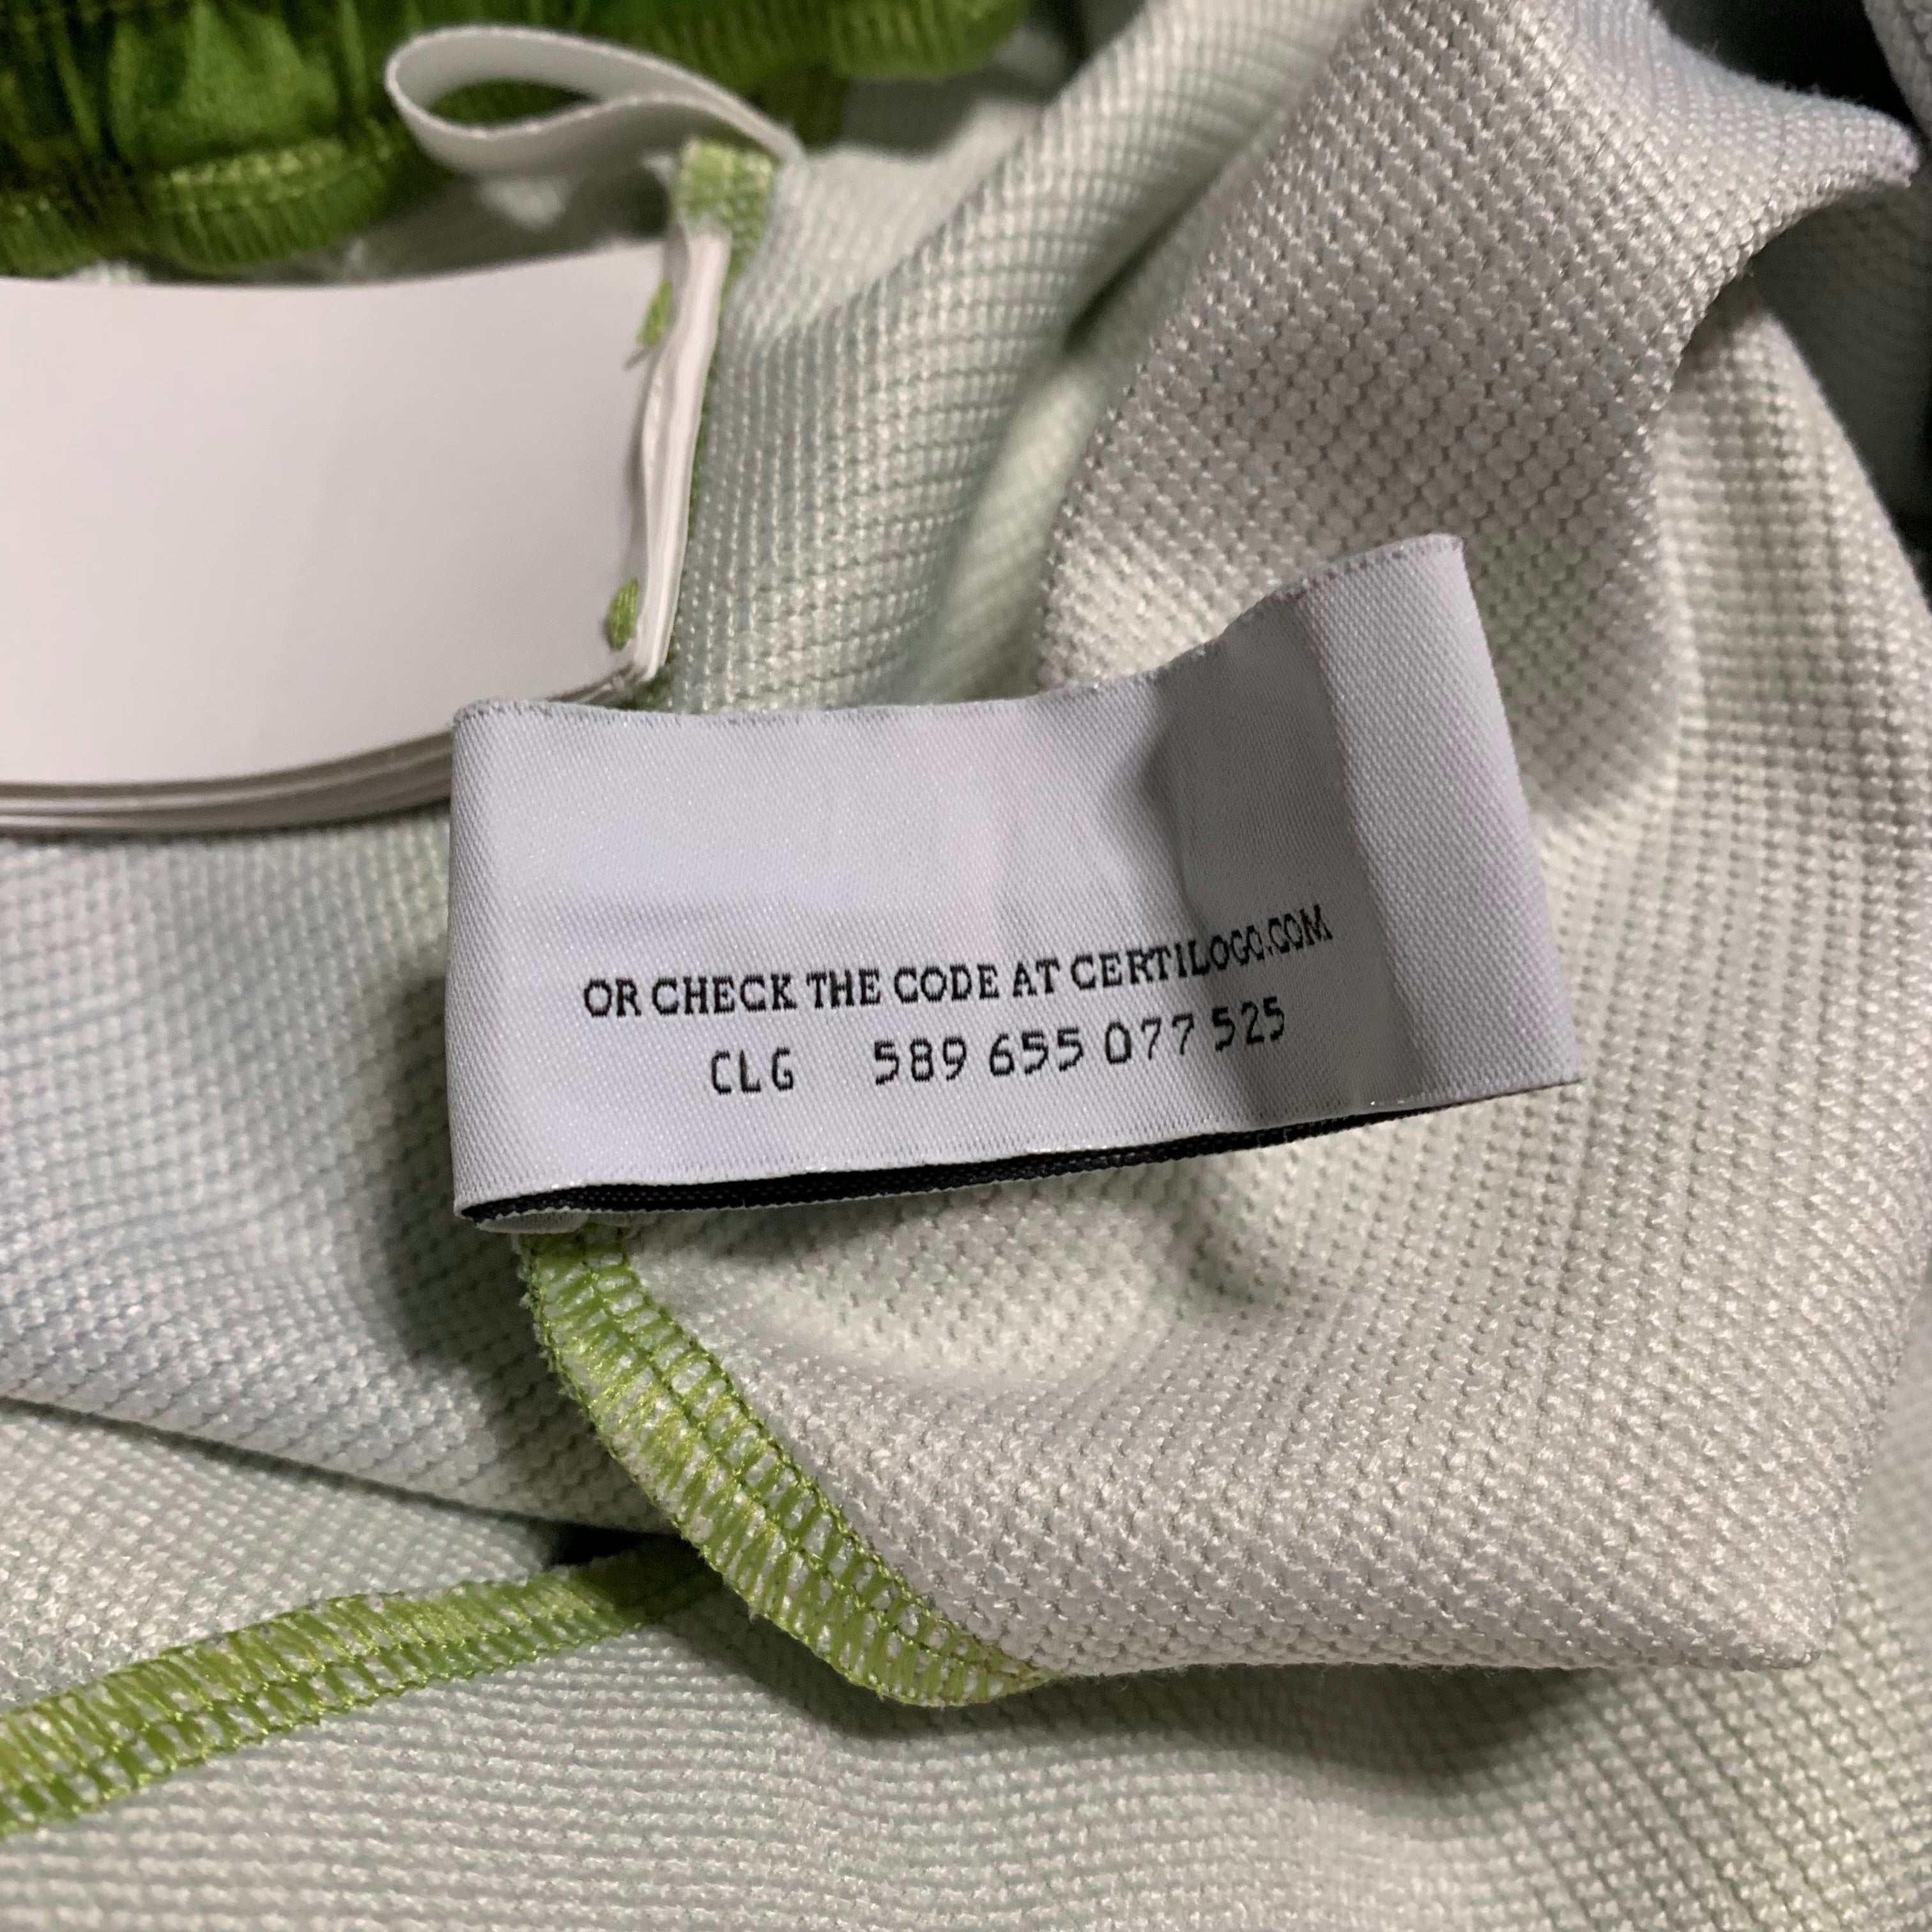 OR CHECK THE CODE AT CERTILOGO.COM
CLG 589 655 077 525